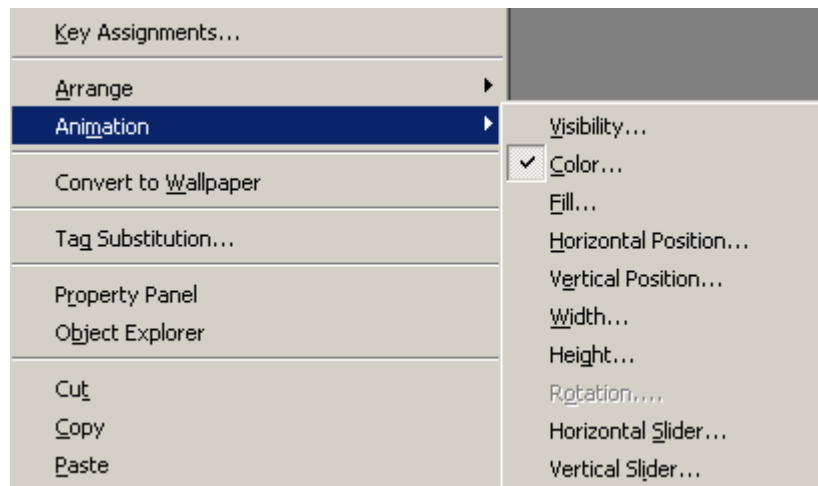 Key Assignments...
Arrange
Animation
Convert to Wallpaper
Tag Substitution...
Property Panel
Object Explorer
Cut
Copy
Paste
Visibility...
Color...
Fill...
Horizontal Position...
Vertical Position...
Width...
Height...
Rotation....
Horizontal Slider...
Vertical Slider...